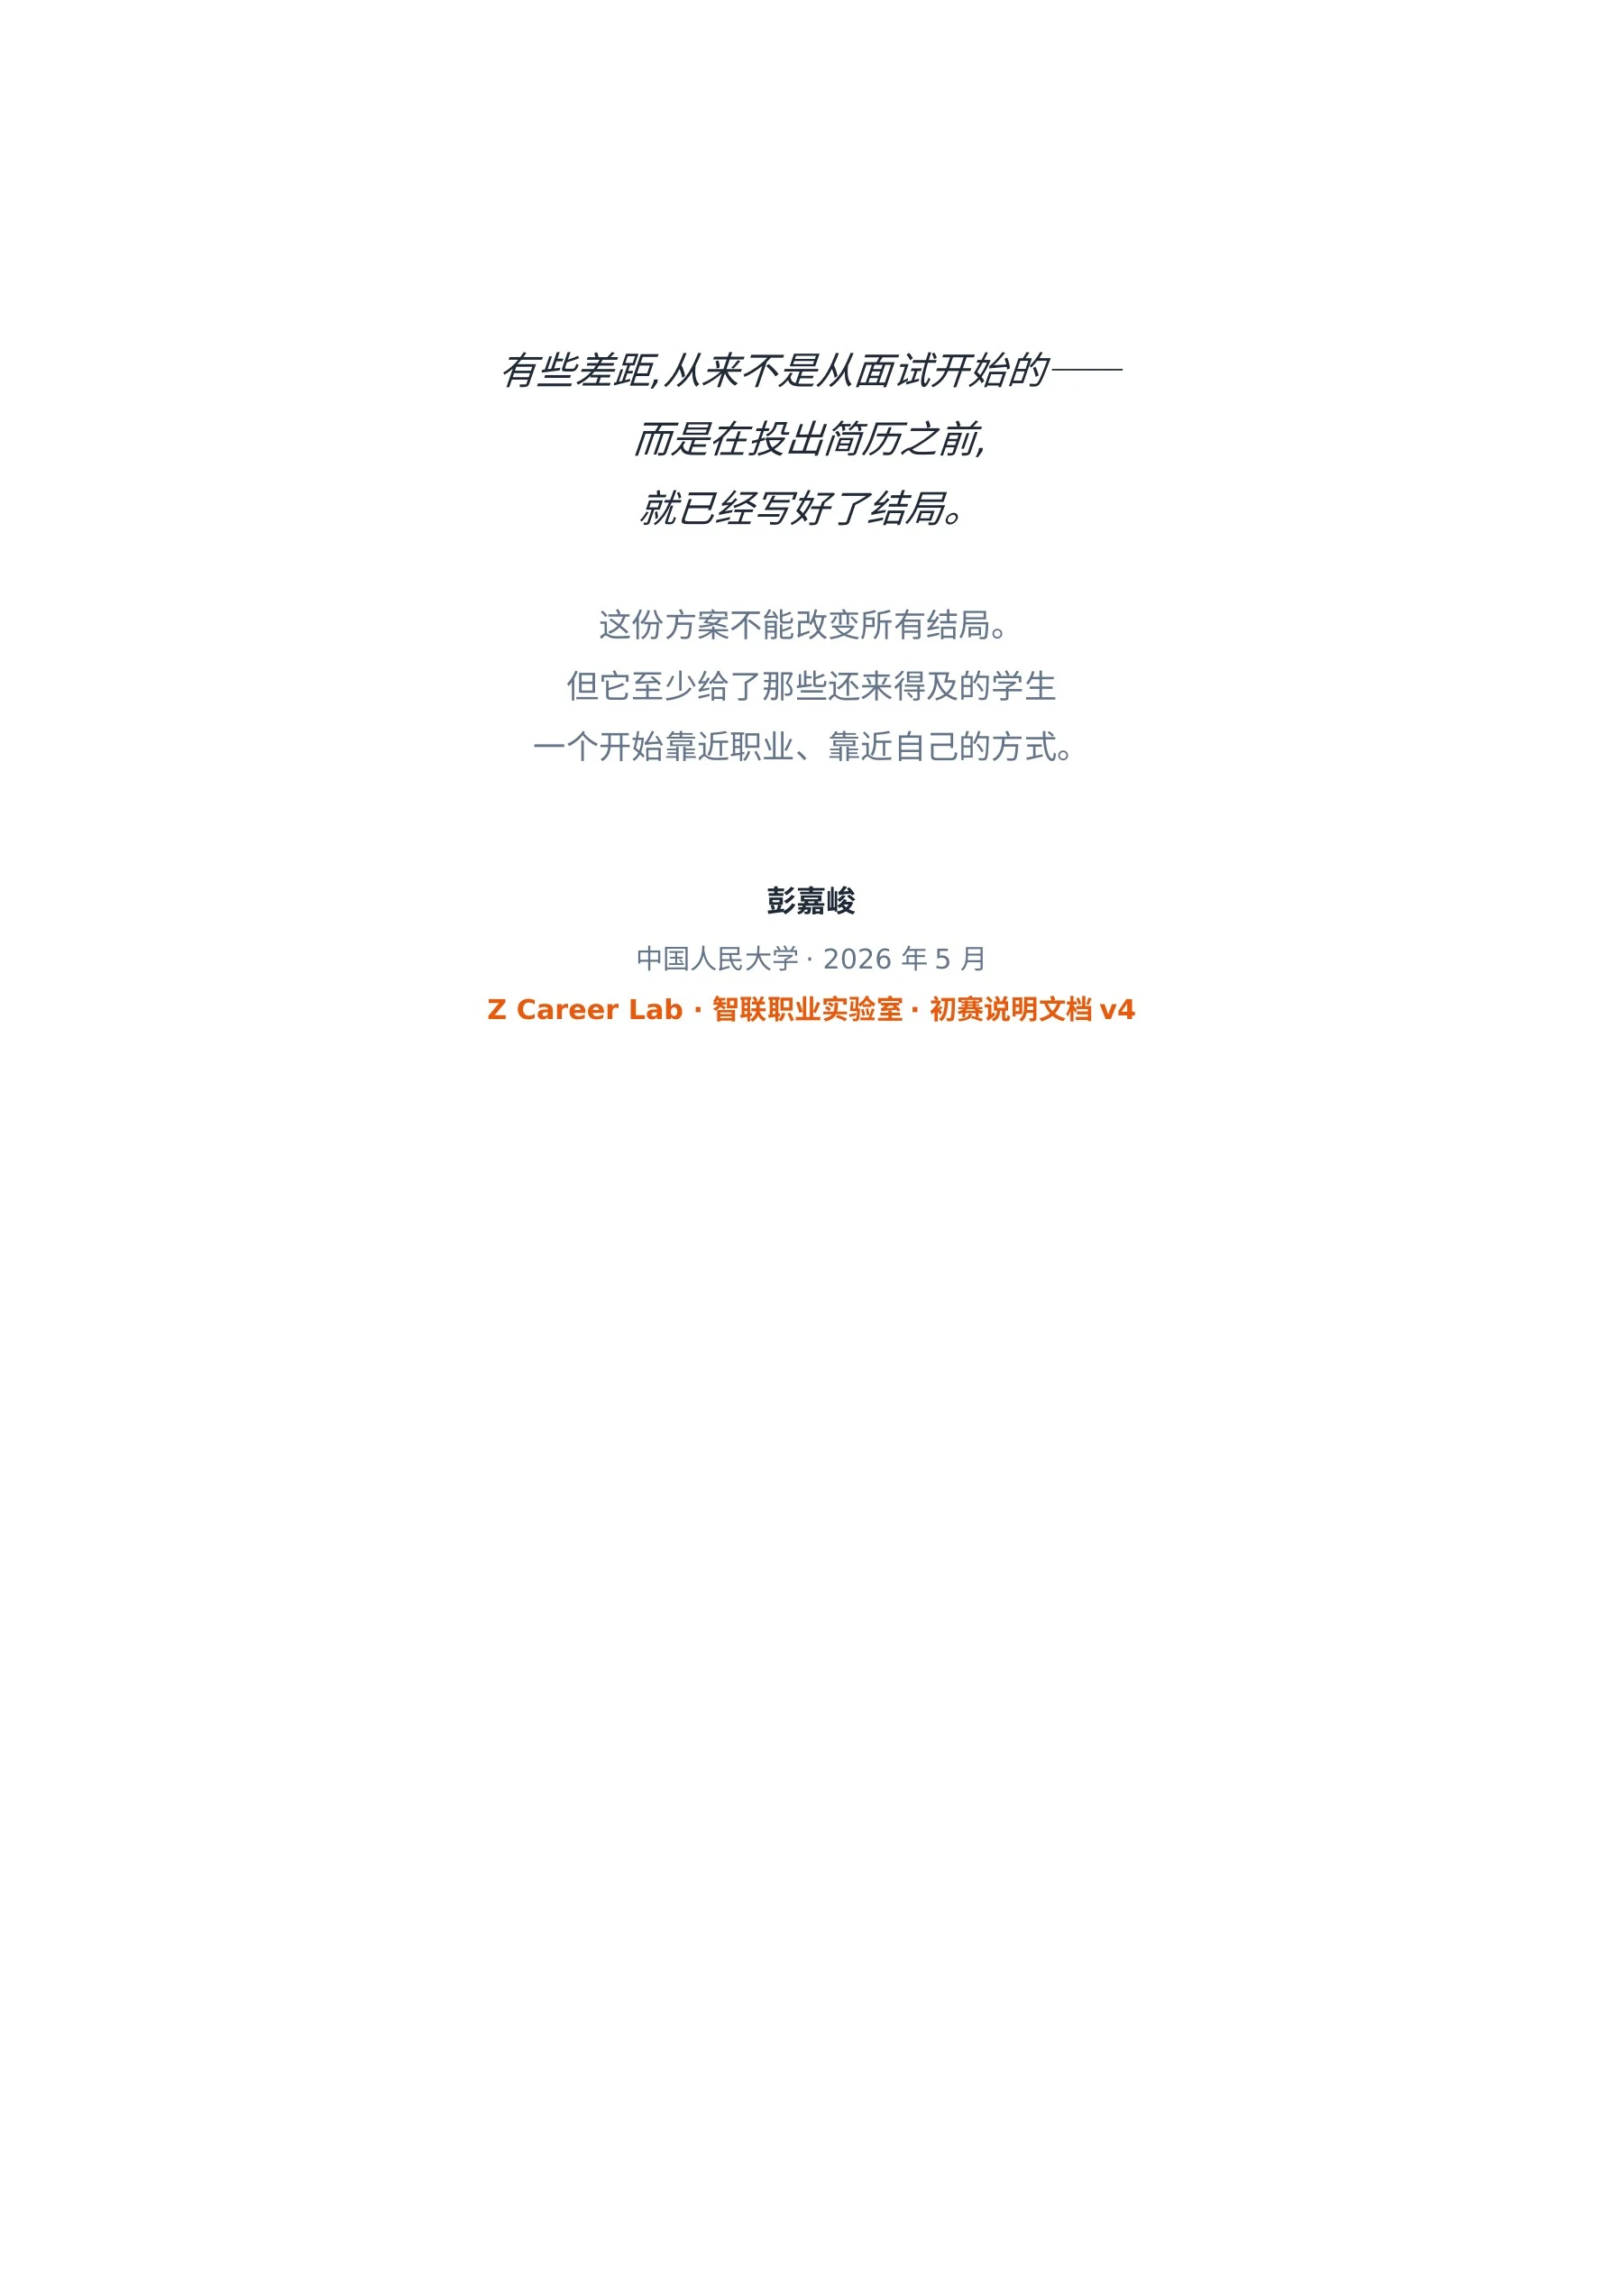 有些差距,从来不是从面试开始的——
而是在投出简历之前,
就已经写好了结局。
这份方案不能改变所有结局。
但它至少给了那些还来得及的学生
一个开始靠近职业、靠近自己的方式。
彭嘉峻
中国人民大学 · 2026 年 5 月
Z Career Lab · 智联职业实验室 · 初赛说明文档 v4